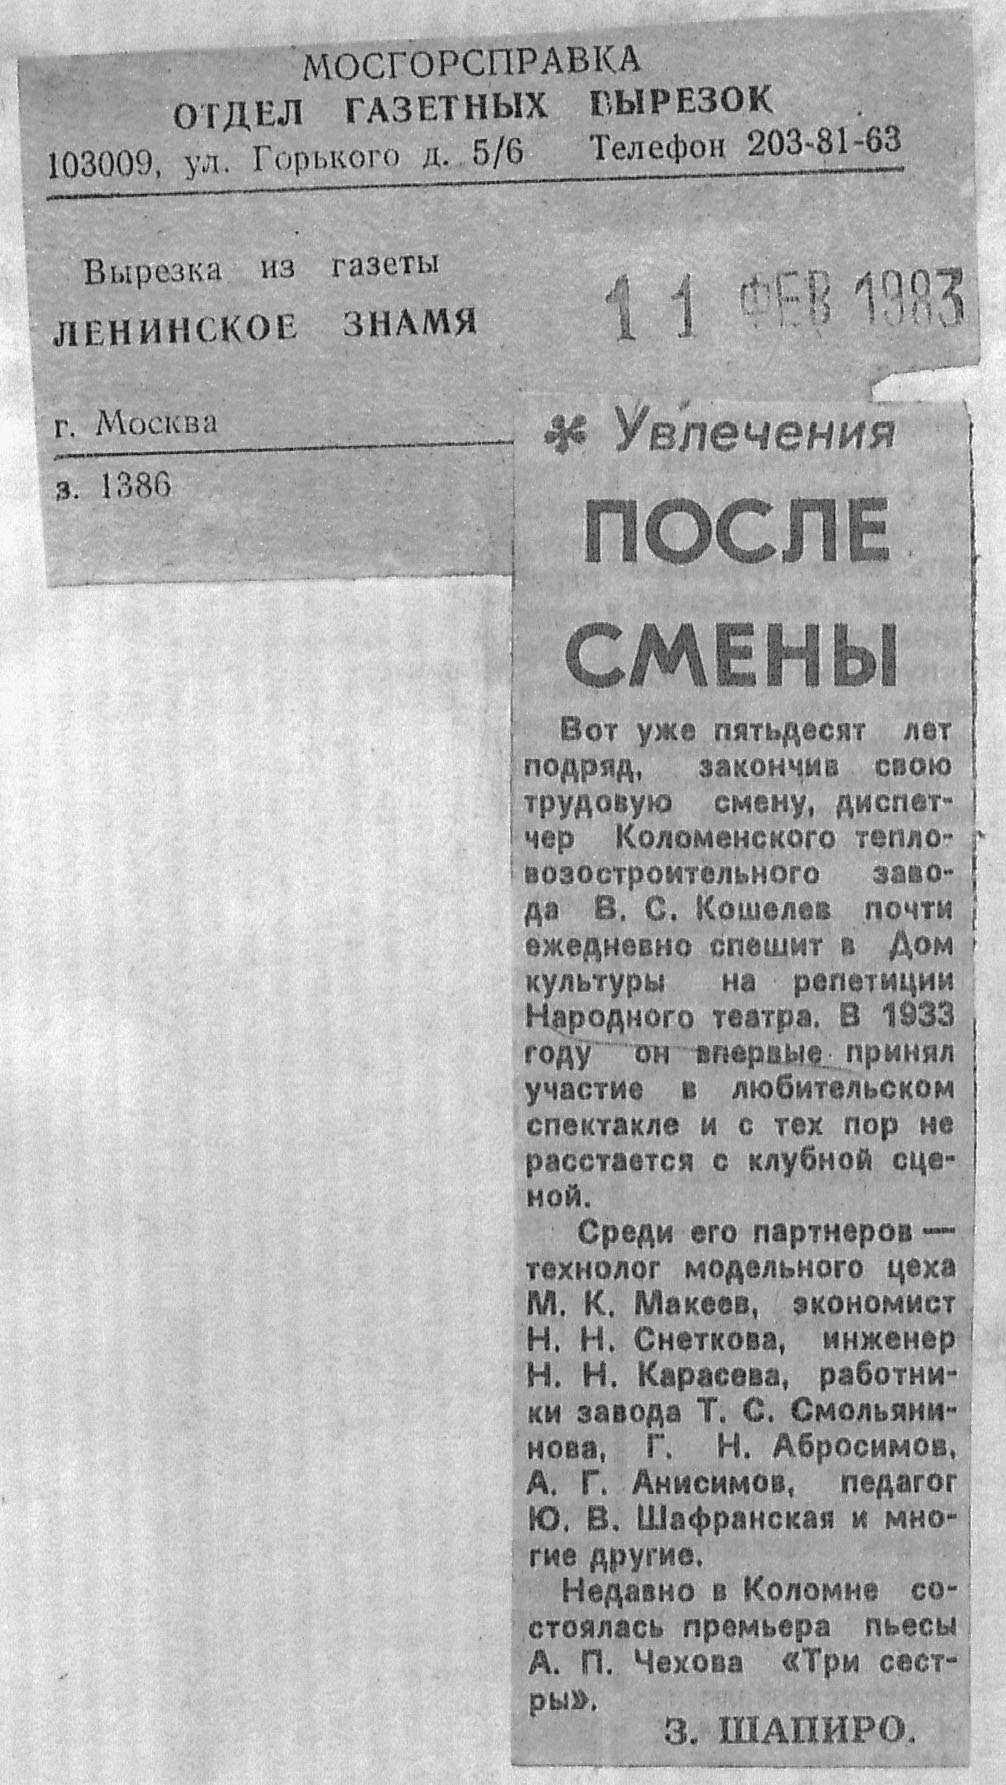 МОСГОРСПРАВКА
ОТДЕЛ ГАЗЕТНЫХ ВЫРЕЗОК
103009, ул. Горького д. 5/6 Телефон 203-81-63
Вырезка из газеты
ЛЕНИНСКОЕ ЗНАМЯ
11 ФЕВ 1983
г. Москва
з. 1386
* Увлечения
ПОСЛЕ
СМЕНЫ
Вот уже пятьдесят лет
подряд, закончив свою
трудовую смену, диспет-
чер Коломенского тепло-
возостроительного заво-
да В. С. Кошелев почти
ежедневно спешит в Дом
культуры на репетиции
Народного театра. В 1933
году он впервые принял
участие в любительском
спектакле и с тех пор не
расстается с клубной сце-
ной.
Среди его партнеров —
технолог модельного цеха
М. К. Макеев, экономист
Н. Н. Снеткова, инженер
Н. Н. Карасева, работни-
ки завода Т. С. Смольяни-
нова, Г. Н. Абросимов,
А. Г. Анисимов, педагог
Ю. В. Шафранская и мно-
гие другие.
Недавно в Коломне со-
стоялась премьера пьесы
А. П. Чехова «Три сест-
ры».
З. ШАПИРО.